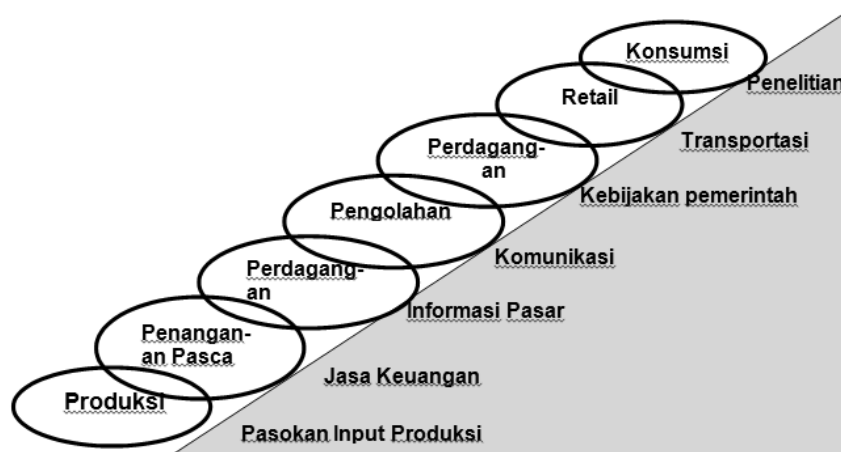 Konsumsi
Penelitian
Retail
Transportasi
Perdagang-
an
Kebijakan pemerintah
Pengolahan
Komunikasi
Perdagang-
an
Informasi Pasar
Penangan-
an Pasca
Jasa Keuangan
Produksi
Pasokan Input Produksi